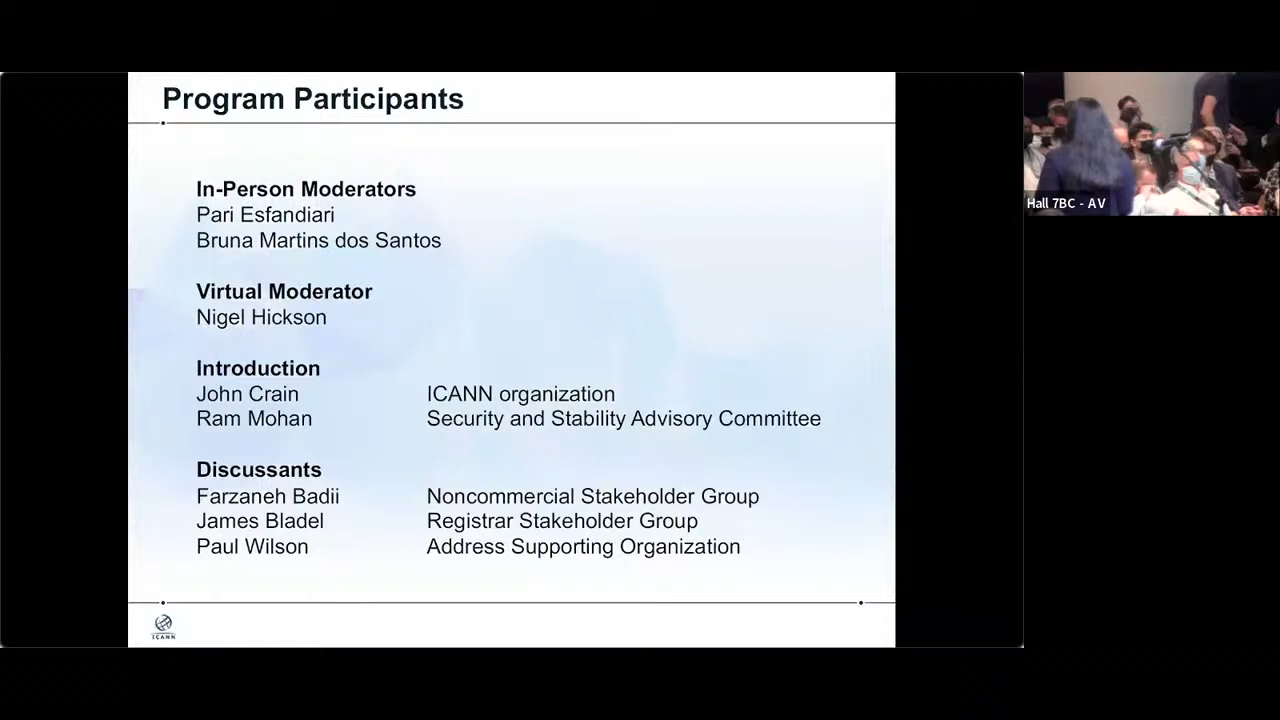 Program Participants
In-Person Moderators
Pari Esfandiari
Bruna Martins dos Santos
Virtual Moderator
Nigel Hickson
Introduction
John Crain ICANN organization
Ram Mohan Security and Stability Advisory Committee
Discussants
Farzaneh Badii Noncommercial Stakeholder Group
James Bladel Registrar Stakeholder Group
Paul Wilson Address Supporting Organization
ICANN
Hall 7BC - AV